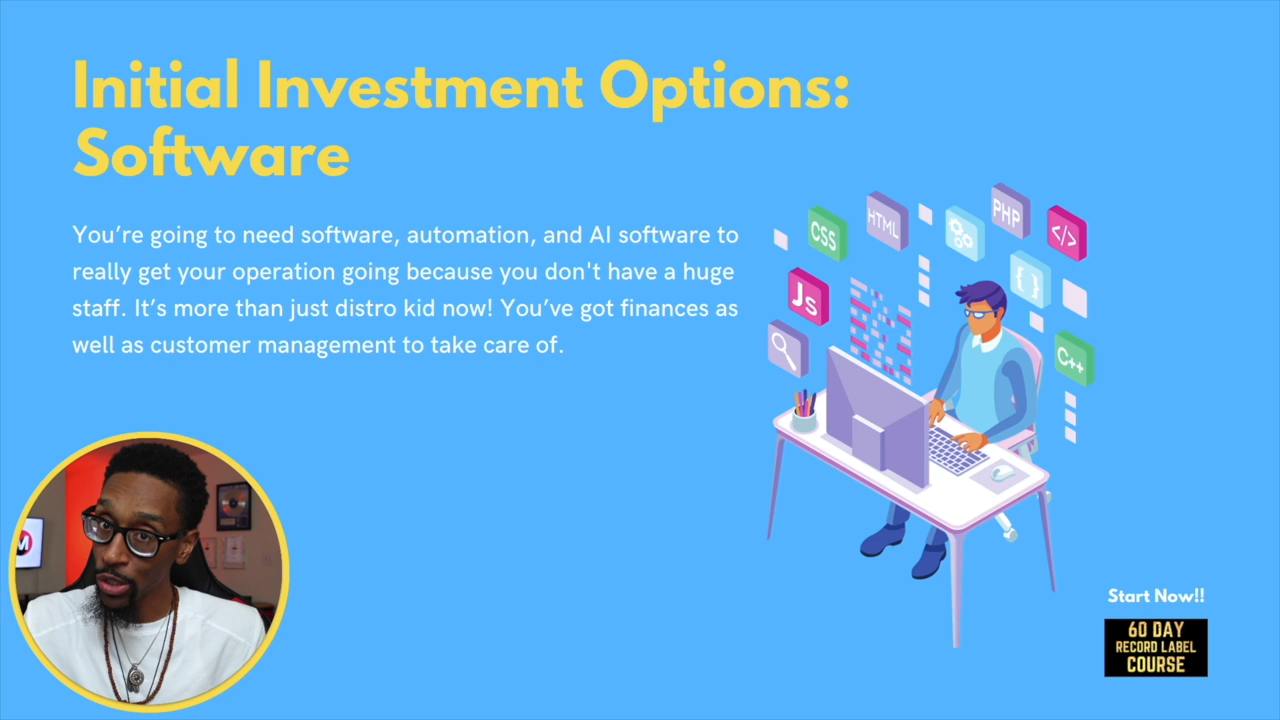 Initial Investment Options:
Software
You’re going to need software, automation, and AI software to
really get your operation going because you don't have a huge
staff. It’s more than just distro kid now! You’ve got finances as
well as customer management to take care of.
CSS
HTML
PHP
</>
Js
{ }
C++
M
Start Now!!
60 DAY
RECORD LABEL
COURSE